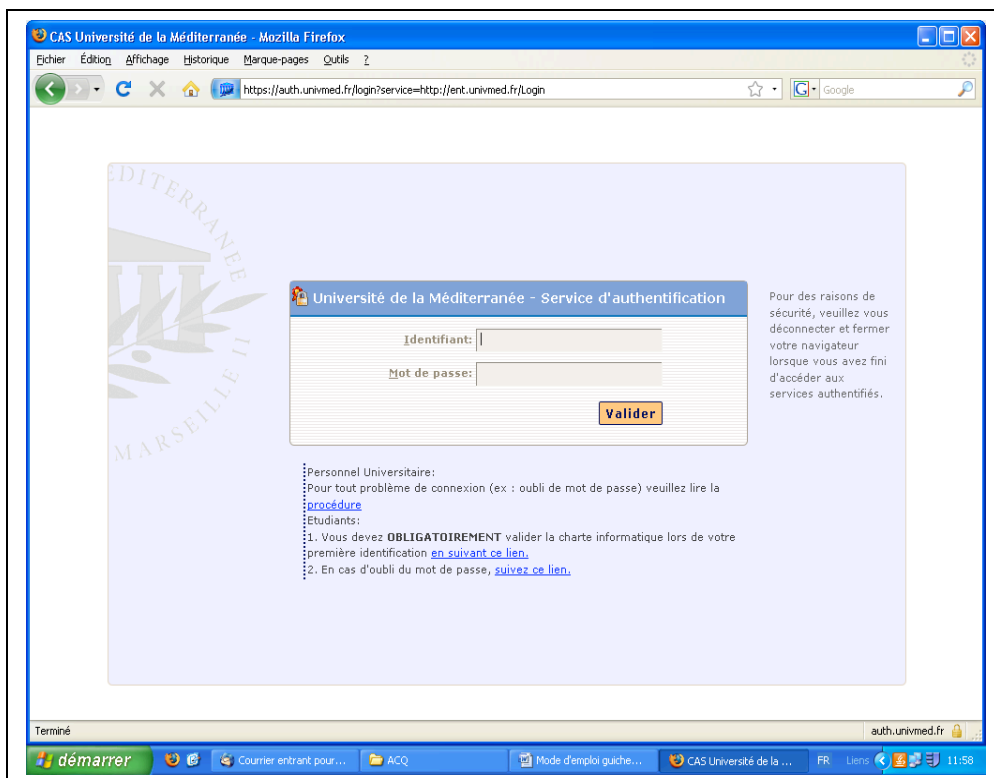 CAS Université de la Méditerranée - Mozilla Firefox
Fichier Édition Affichage Historique Marque-pages Outils ?
https://auth.univmed.fr/login?service=http://ent.univmed.fr/Login
Google
MÉDITERRANÉE
II
MARSEILLE
Université de la Méditerranée - Service d'authentification
Identifiant:
Mot de passe:
Valider
Pour des raisons de
sécurité, veuillez vous
déconnecter et fermer
votre navigateur
lorsque vous avez fini
d'accéder aux
services authentifiés.
Personnel Universitaire:
Pour tout problème de connexion (ex : oubli de mot de passe) veuillez lire la
procédure
Etudiants:
1. Vous devez OBLIGATOIREMENT valider la charte informatique lors de votre
première identification en suivant ce lien.
2. En cas d'oubli du mot de passe, suivez ce lien.
Terminé
auth.univmed.fr
démarrer
Courrier entrant pour...
ACQ
Mode d'emploi guiche...
CAS Université de la ...
FR
Liens
11:58